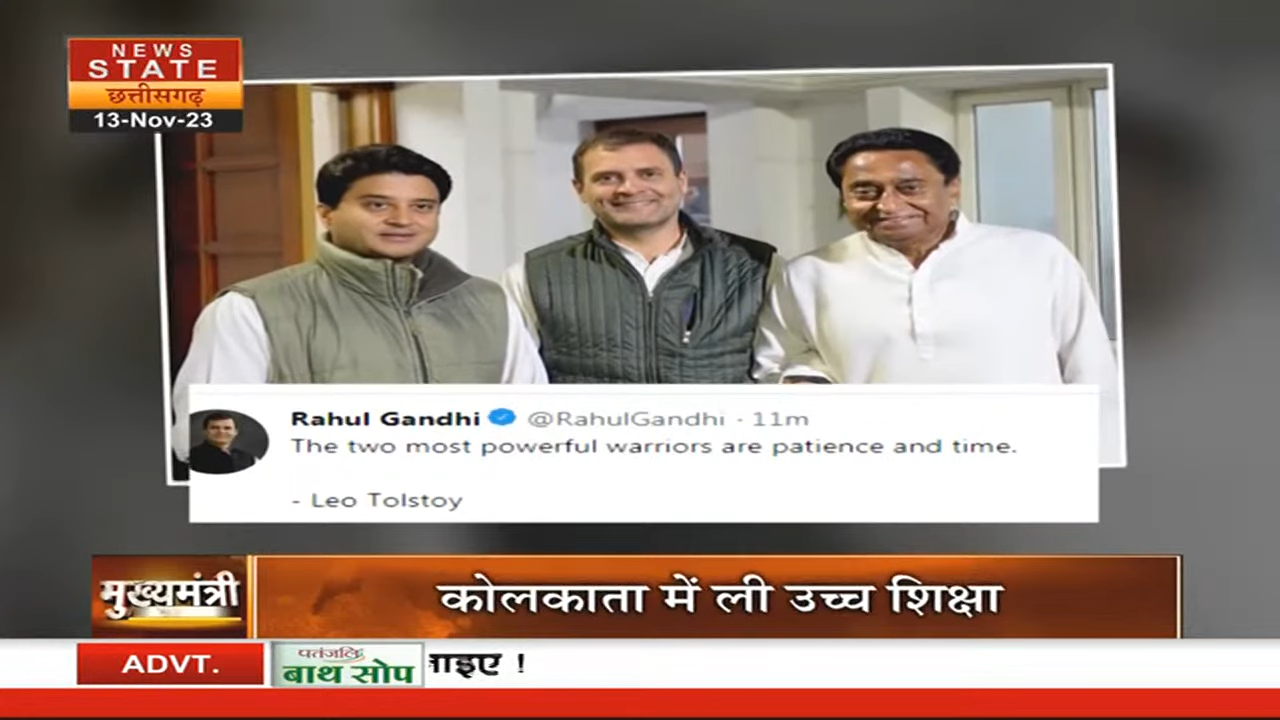 NEWS
STATE
छत्तीसगढ़
13-Nov-23
Rahul Gandhi @RahulGandhi · 11m
The two most powerful warriors are patience and time.
- Leo Tolstoy
मुख्यमंत्री
कोलकाता में ली उच्च शिक्षा
ADVT.
पतंजलि
बाथ सोप
!